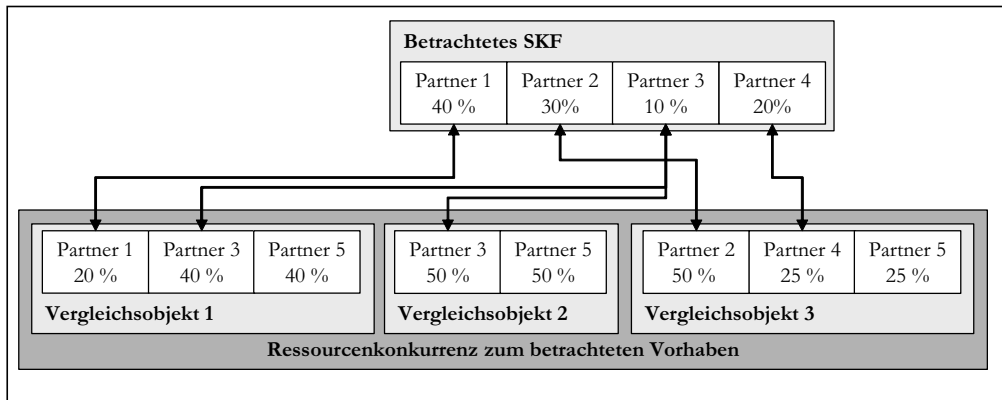 Betrachtetes SKF
Partner 1 Partner 2 Partner 3 Partner 4
40 % 30% 10 % 20%
Partner 1 Partner 3 Partner 5 Partner 3 Partner 5 Partner 2 Partner 4 Partner 5
20 % 40 % 40 % 50 % 50 % 50 % 25 % 25 %
Vergleichsobjekt 1 Vergleichsobjekt 2 Vergleichsobjekt 3
Ressourcenkonkurrenz zum betrachteten Vorhaben